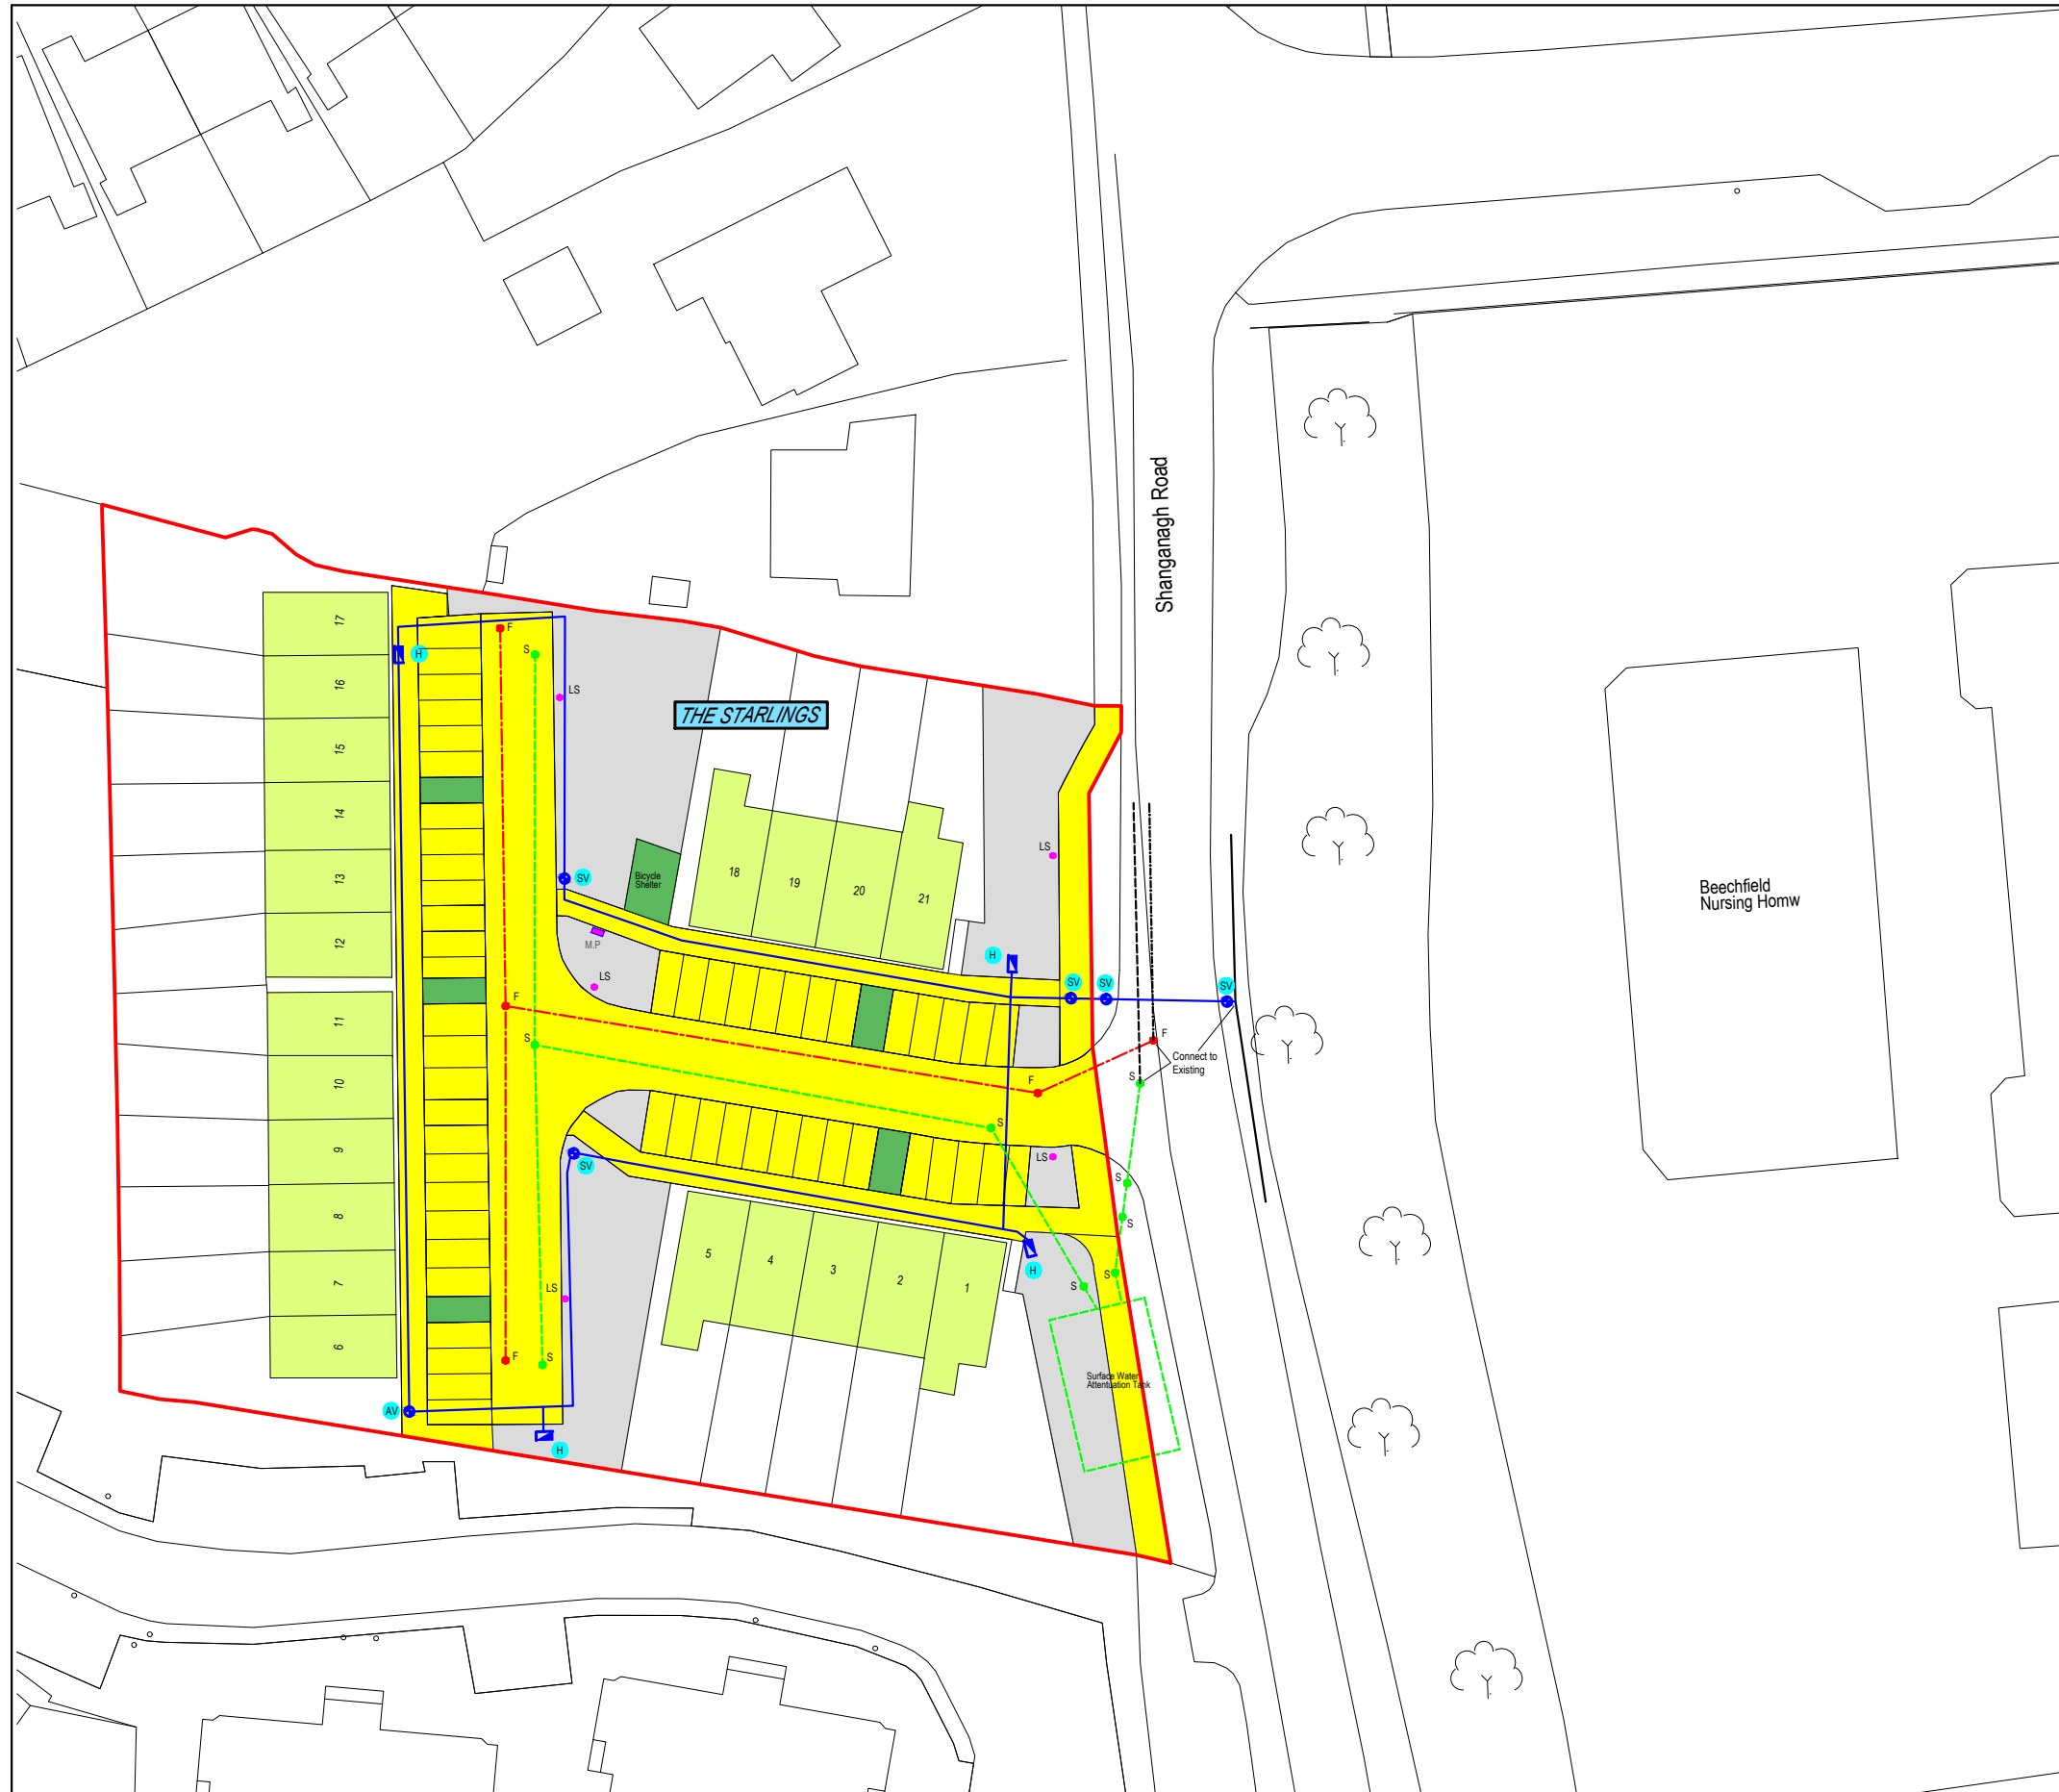 Shanganagh Road
17
H
F
S
16
LS
THE STARLINGS
15
14
LS
13
SV
Bicycle
Shelter
18
19
20
21
Beechfield
Nursing Homw
12
M.P
H
LS
SV
SV
SV
F
11
S
F
Connect to
Existing
10
F
S
S
9
SV
LS
S
8
S
5
4
3
2
1
H
S
S
7
LS
6
F
S
Surface Water
Attentuation Tank
AV
H